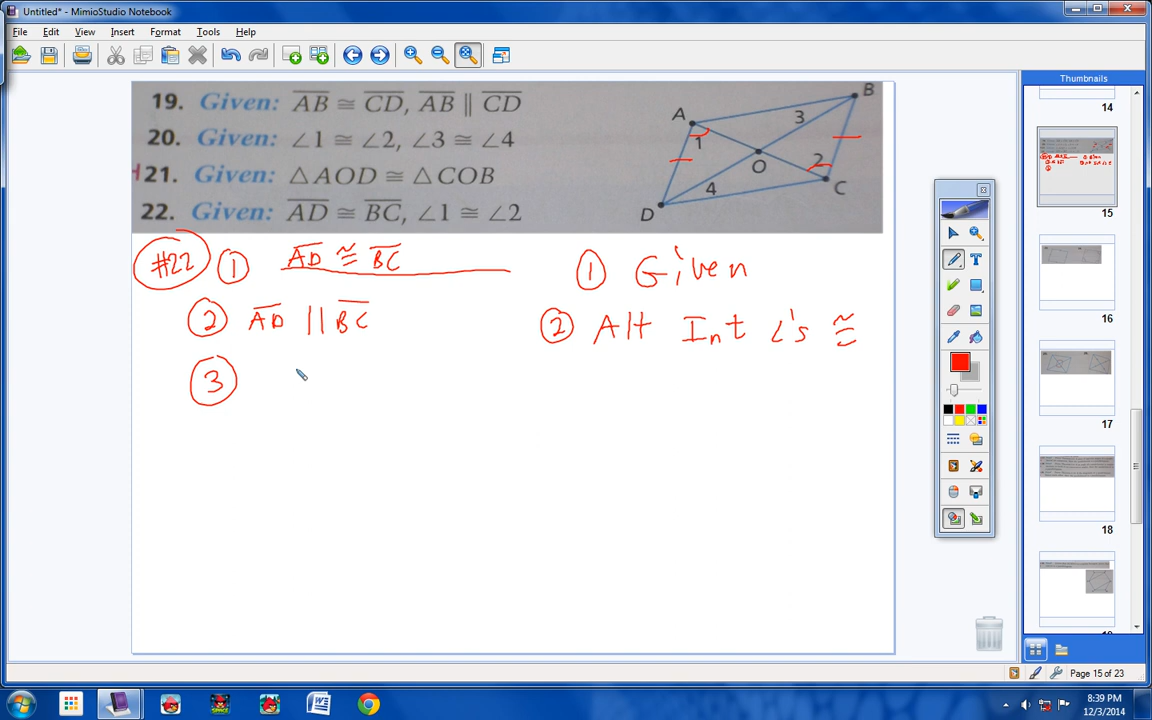 Untitled* - MimioStudio Notebook
File Edit View Insert Format Tools Help
19. Given: AB ≅ CD, AB ∥ CD
20. Given: ∠1 ≅ ∠2, ∠3 ≅ ∠4
21. Given: △AOD ≅ △COB
22. Given: AD ≅ BC, ∠1 ≅ ∠2
A
B
3
1
2
O
4
C
D
#22 ① AD ≅ BC ① Given
② AD || BC ② Alt Int ∠'s ≅
③
T
Thumbnails
14
15
16
17
18
Page 15 of 23
8:39 PM
12/3/2014